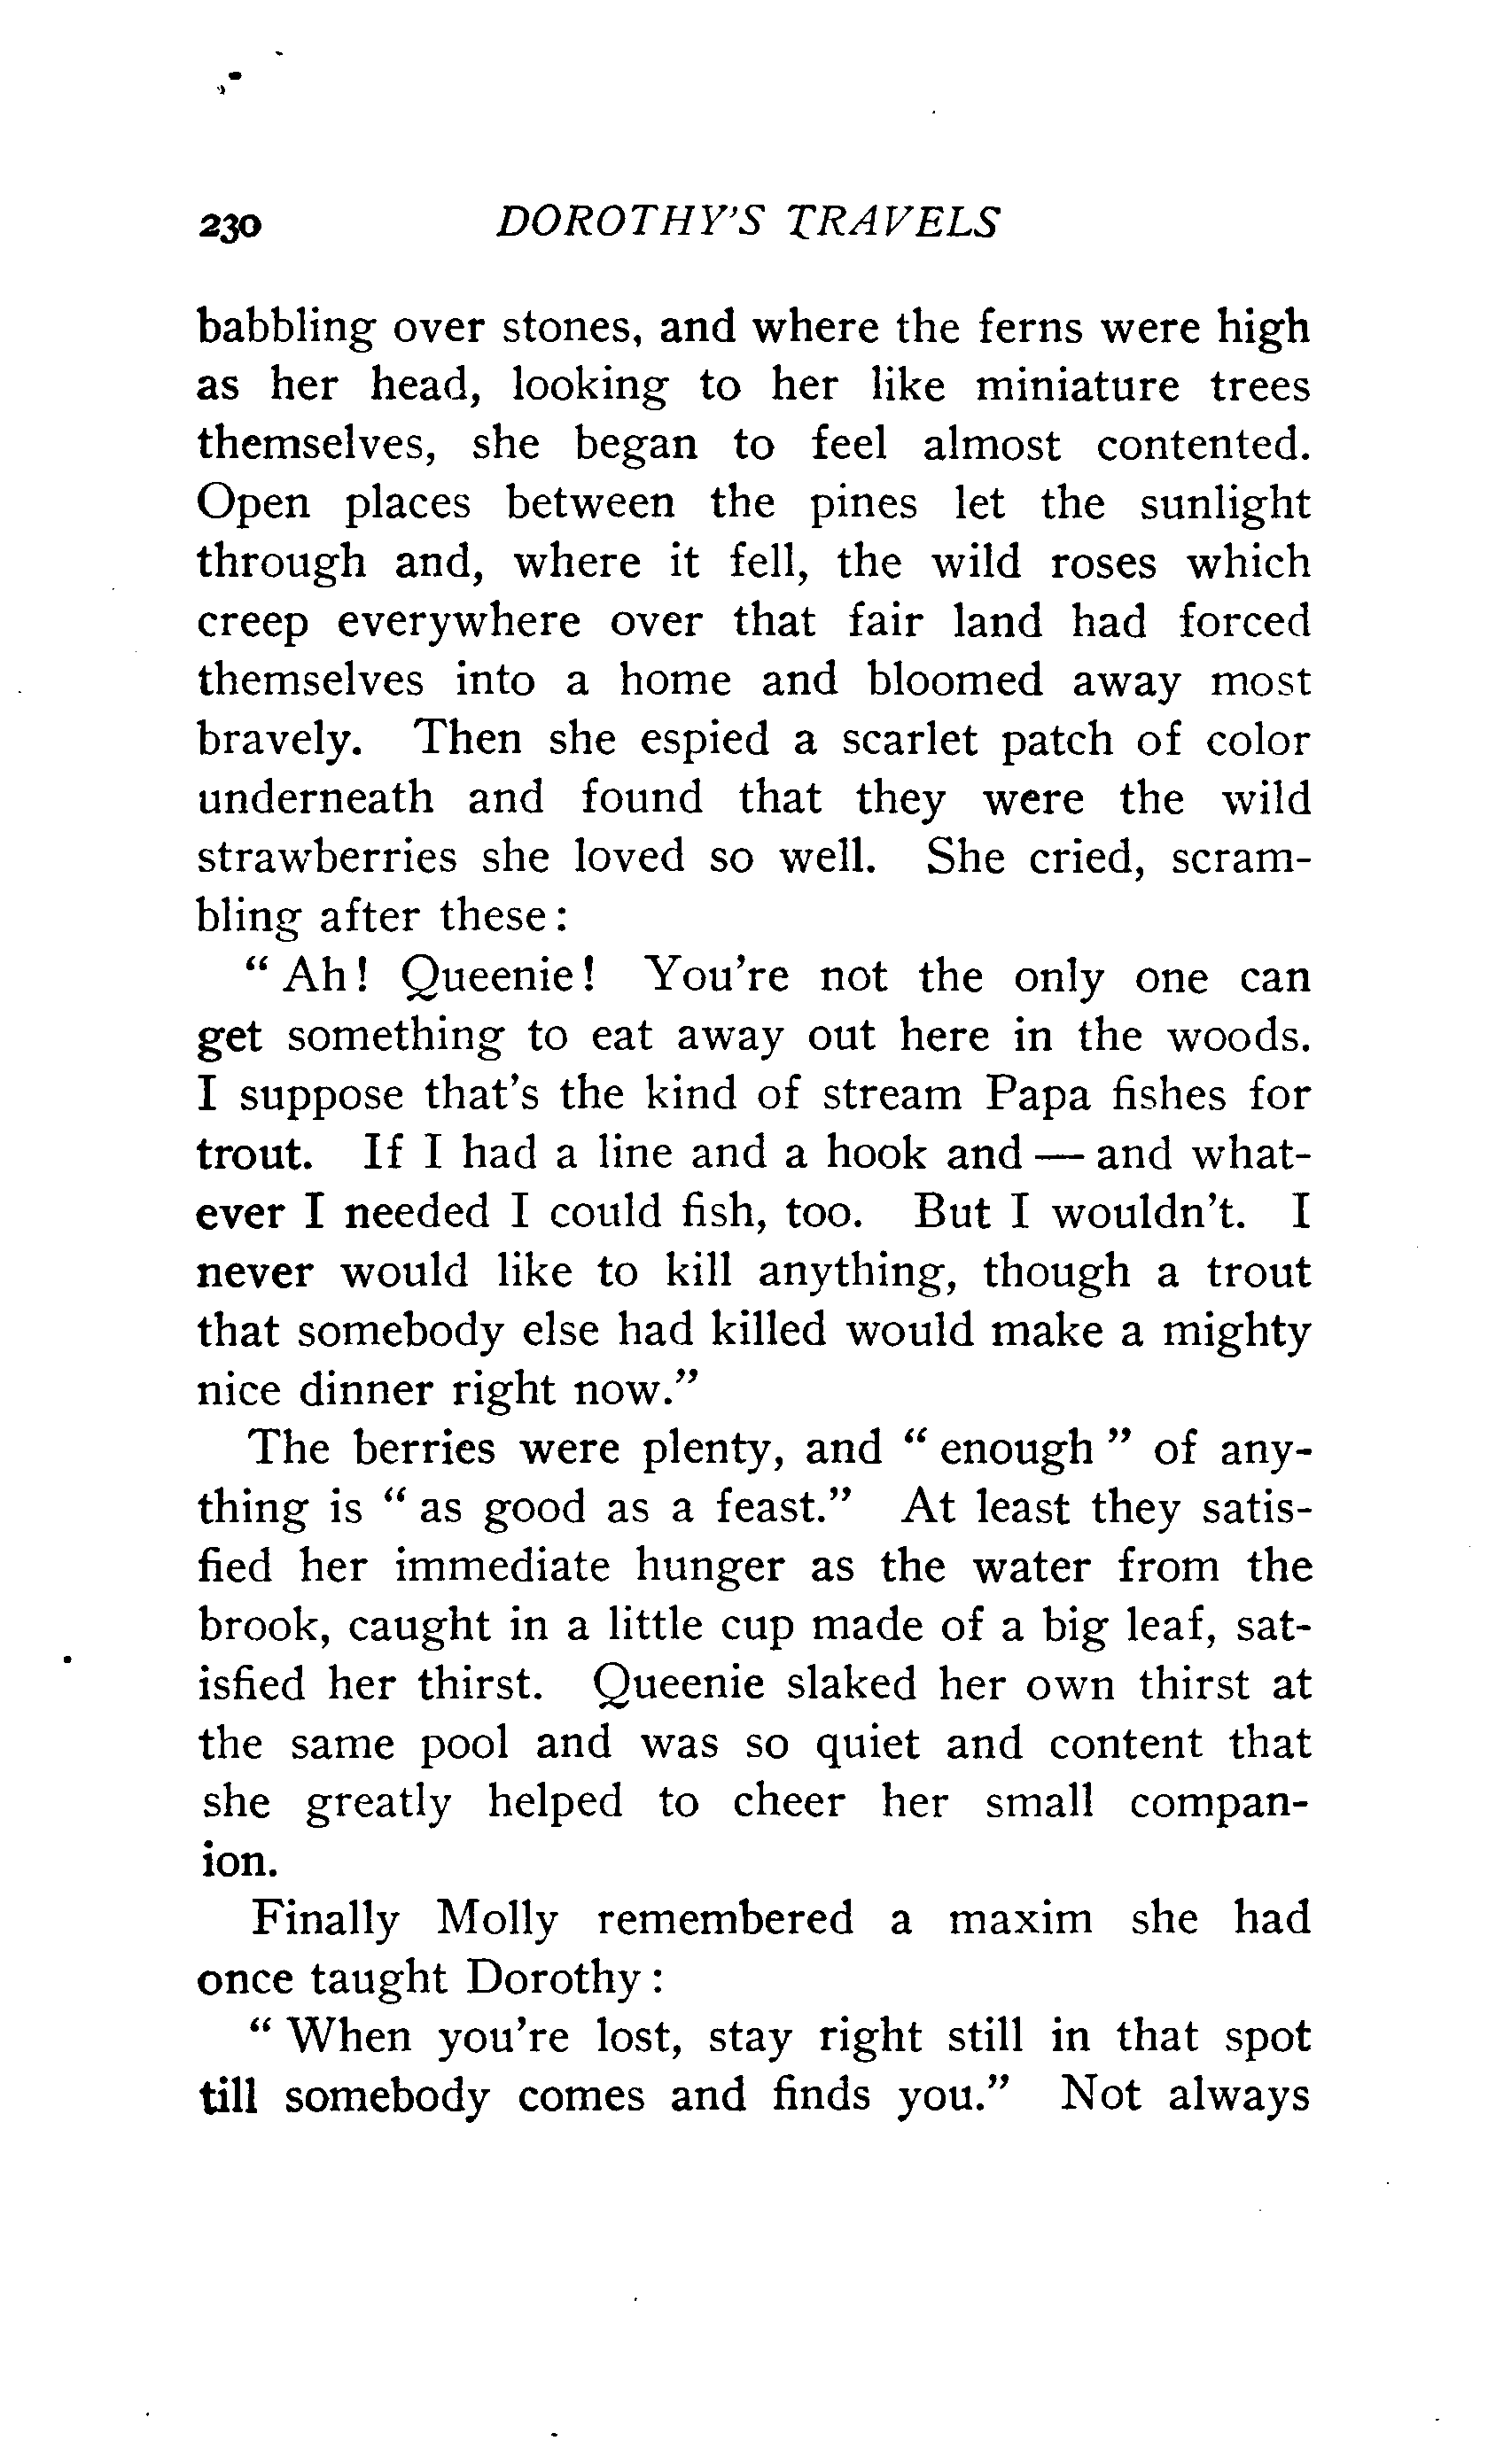 230 DOROTHY'S TRAVELS
babbling over stones, and where the ferns were high
as her head, looking to her like miniature trees
themselves, she began to feel almost contented.
Open places between the pines let the sunlight
through and, where it fell, the wild roses which
creep everywhere over that fair land had forced
themselves into a home and bloomed away most
bravely. Then she espied a scarlet patch of color
underneath and found that they were the wild
strawberries she loved so well. She cried, scram-
bling after these:
"Ah! Queenie! You're not the only one can
get something to eat away out here in the woods.
I suppose that's the kind of stream Papa fishes for
trout. If I had a line and a hook and — and what-
ever I needed I could fish, too. But I wouldn't. I
never would like to kill anything, though a trout
that somebody else had killed would make a mighty
nice dinner right now."
The berries were plenty, and "enough" of any-
thing is "as good as a feast." At least they satis-
fied her immediate hunger as the water from the
brook, caught in a little cup made of a big leaf, sat-
isfied her thirst. Queenie slaked her own thirst at
the same pool and was so quiet and content that
she greatly helped to cheer her small compan-
ion.
Finally Molly remembered a maxim she had
once taught Dorothy:
"When you're lost, stay right still in that spot
till somebody comes and finds you." Not always